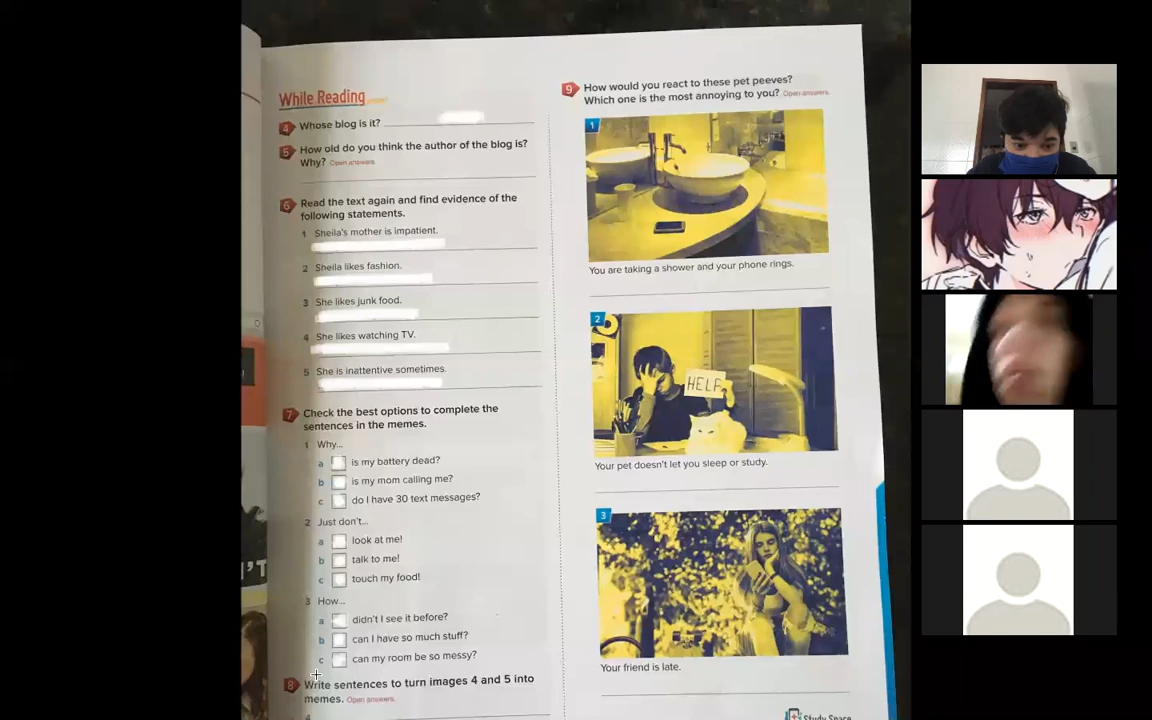 While Reading
4 Whose blog is it?
5 How old do you think the author of the blog is?
Why? Open answers.
6 Read the text again and find evidence of the
following statements.
1 Sheila's mother is impatient.
2 Sheila likes fashion.
3 She likes junk food.
4 She likes watching TV.
5 She is inattentive sometimes.
7 Check the best options to complete the
sentences in the memes.
1 Why...
a is my battery dead?
b is my mom calling me?
c do I have 30 text messages?
2 Just don't...
a look at me!
b talk to me!
c touch my food!
3 How...
a didn't I see it before?
b can I have so much stuff?
c can my room be so messy?
8 Write sentences to turn images 4 and 5 into
memes. Open answers.
4
9 How would you react to these pet peeves?
Which one is the most annoying to you? Open answers.
1
You are taking a shower and your phone rings.
2
HELP
Your pet doesn't let you sleep or study.
3
Your friend is late.
Study Space